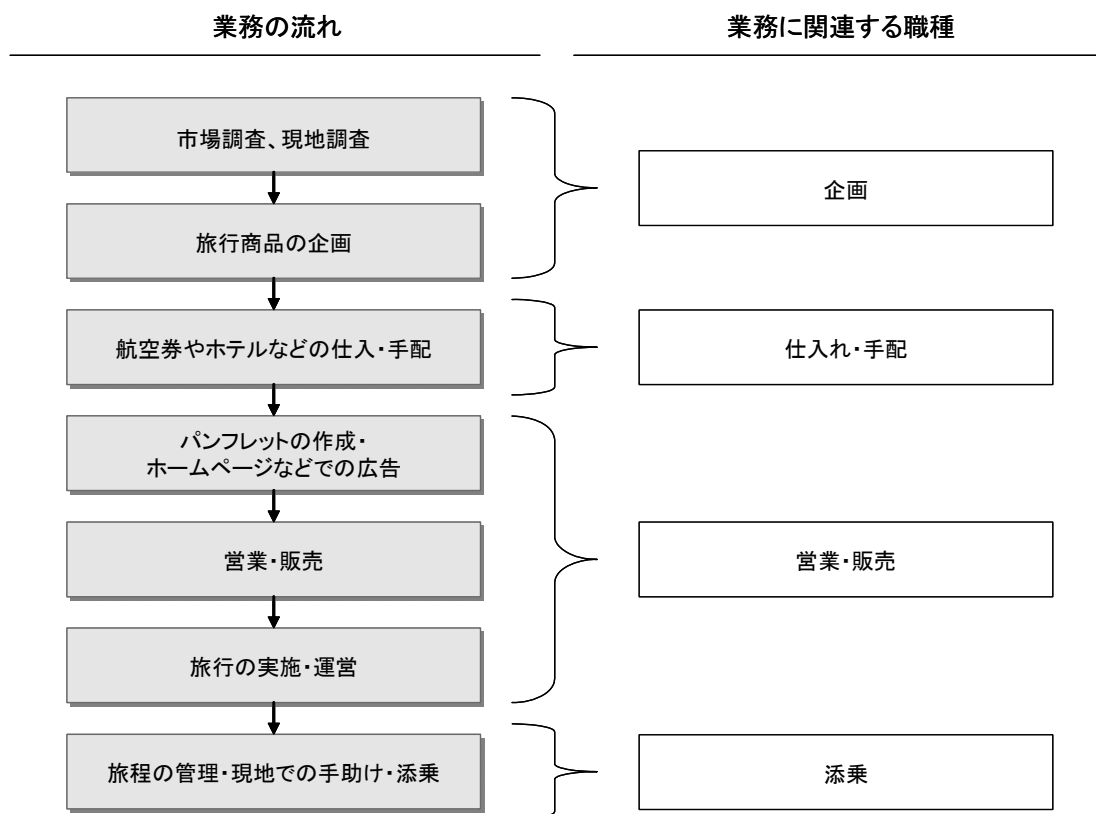 業務の流れ
業務に関連する職種
市場調査、現地調査
企画
旅行商品の企画
航空券やホテルなどの仕入・手配
仕入れ・手配
パンフレットの作成・
ホームページなどでの広告
営業・販売
営業・販売
旅行の実施・運営
旅程の管理・現地での手助け・添乗
添乗